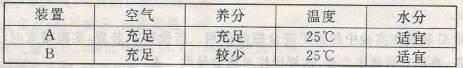 装置 空气 养分 温度 水分
A 充足 充足 25℃ 适宜
B 充足 较少 25℃ 适宜